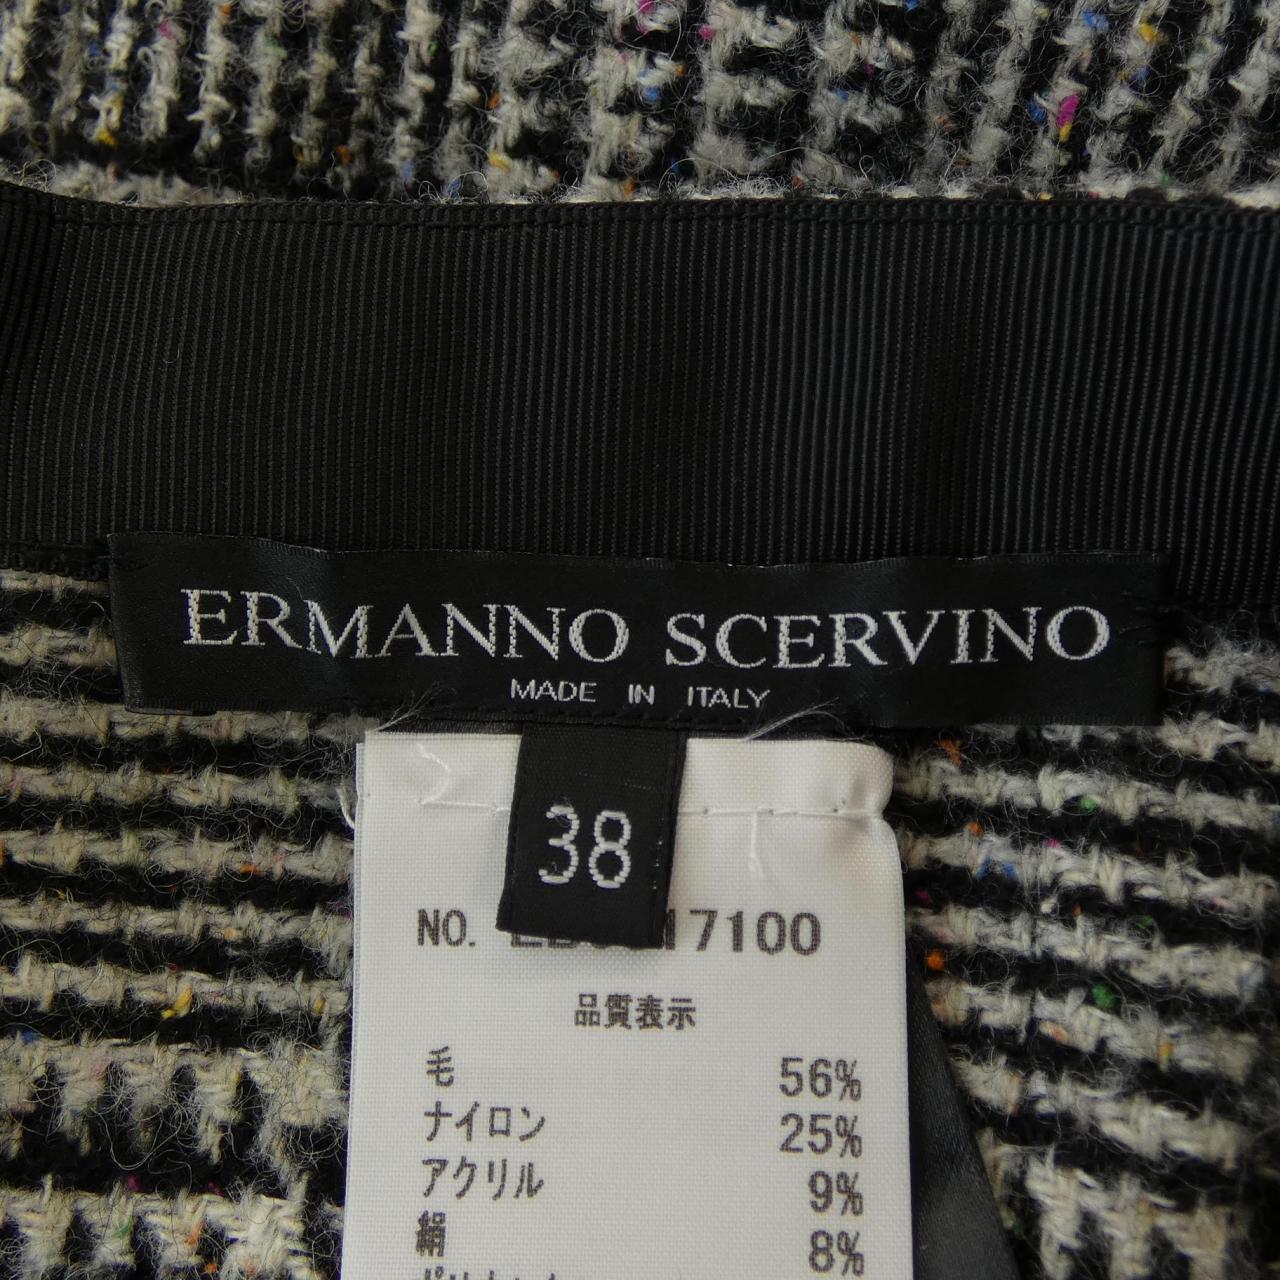 ERMANNO SCERVINO
MADE IN ITALY
38
NO. 17100
品質表示
毛 56%
ナイロン 25%
アクリル 9%
絹 8%